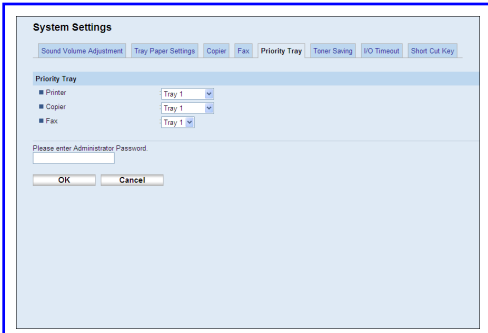 System Settings
Sound Volume Adjustment Tray Paper Settings Copier Fax Priority Tray Toner Saving I/O Timeout Short Cut Key
Priority Tray
Printer Tray 1
Copier Tray 1
Fax Tray 1
Please enter Administrator Password.
OK Cancel